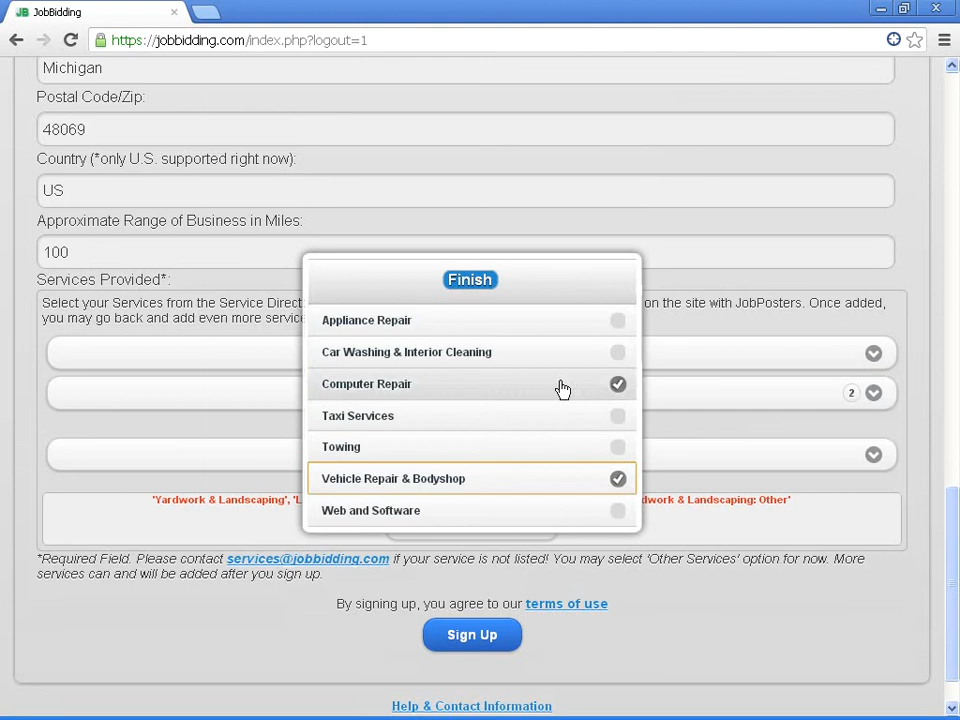 JobBidding
https://jobbidding.com/index.php?logout=1
Michigan
Postal Code/Zip:
48069
Country (*only U.S. supported right now):
US
Approximate Range of Business in Miles:
100
Services Provided*:
Select your Services from the Service Direc
on the site with JobPosters. Once added,
you may go back and add even more service
2
Finish
Appliance Repair
Car Washing & Interior Cleaning
Computer Repair
Taxi Services
Towing
Vehicle Repair & Bodyshop
Web and Software
'Yardwork & Landscaping', 'L
dwork & Landscaping: Other'
*Required Field. Please contact services@jobbidding.com if your service is not listed! You may select 'Other Services' option for now. More
services can and will be added after you sign up.
By signing up, you agree to our terms of use
Sign Up
Help & Contact Information